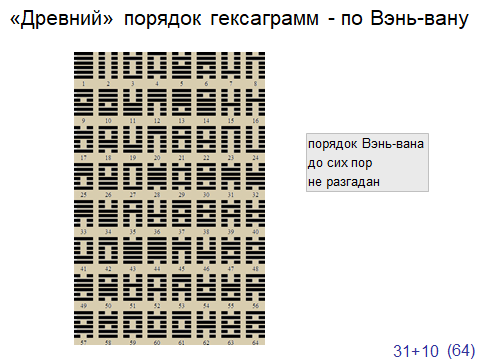 «Древний» порядок гексаграмм - по Вэнь-вану
1 2 3 4 5 6 7 8
9 10 11 12 13 14 15 16
17 18 19 20 21 22 23 24
25 26 27 28 29 30 31 32
33 34 35 36 37 38 39 40
41 42 43 44 45 46 47 48
49 50 51 52 53 54 55 56
57 58 59 60 61 62 63 64
порядок Вэнь-вана
до сих пор
не разгадан
31+10 (64)